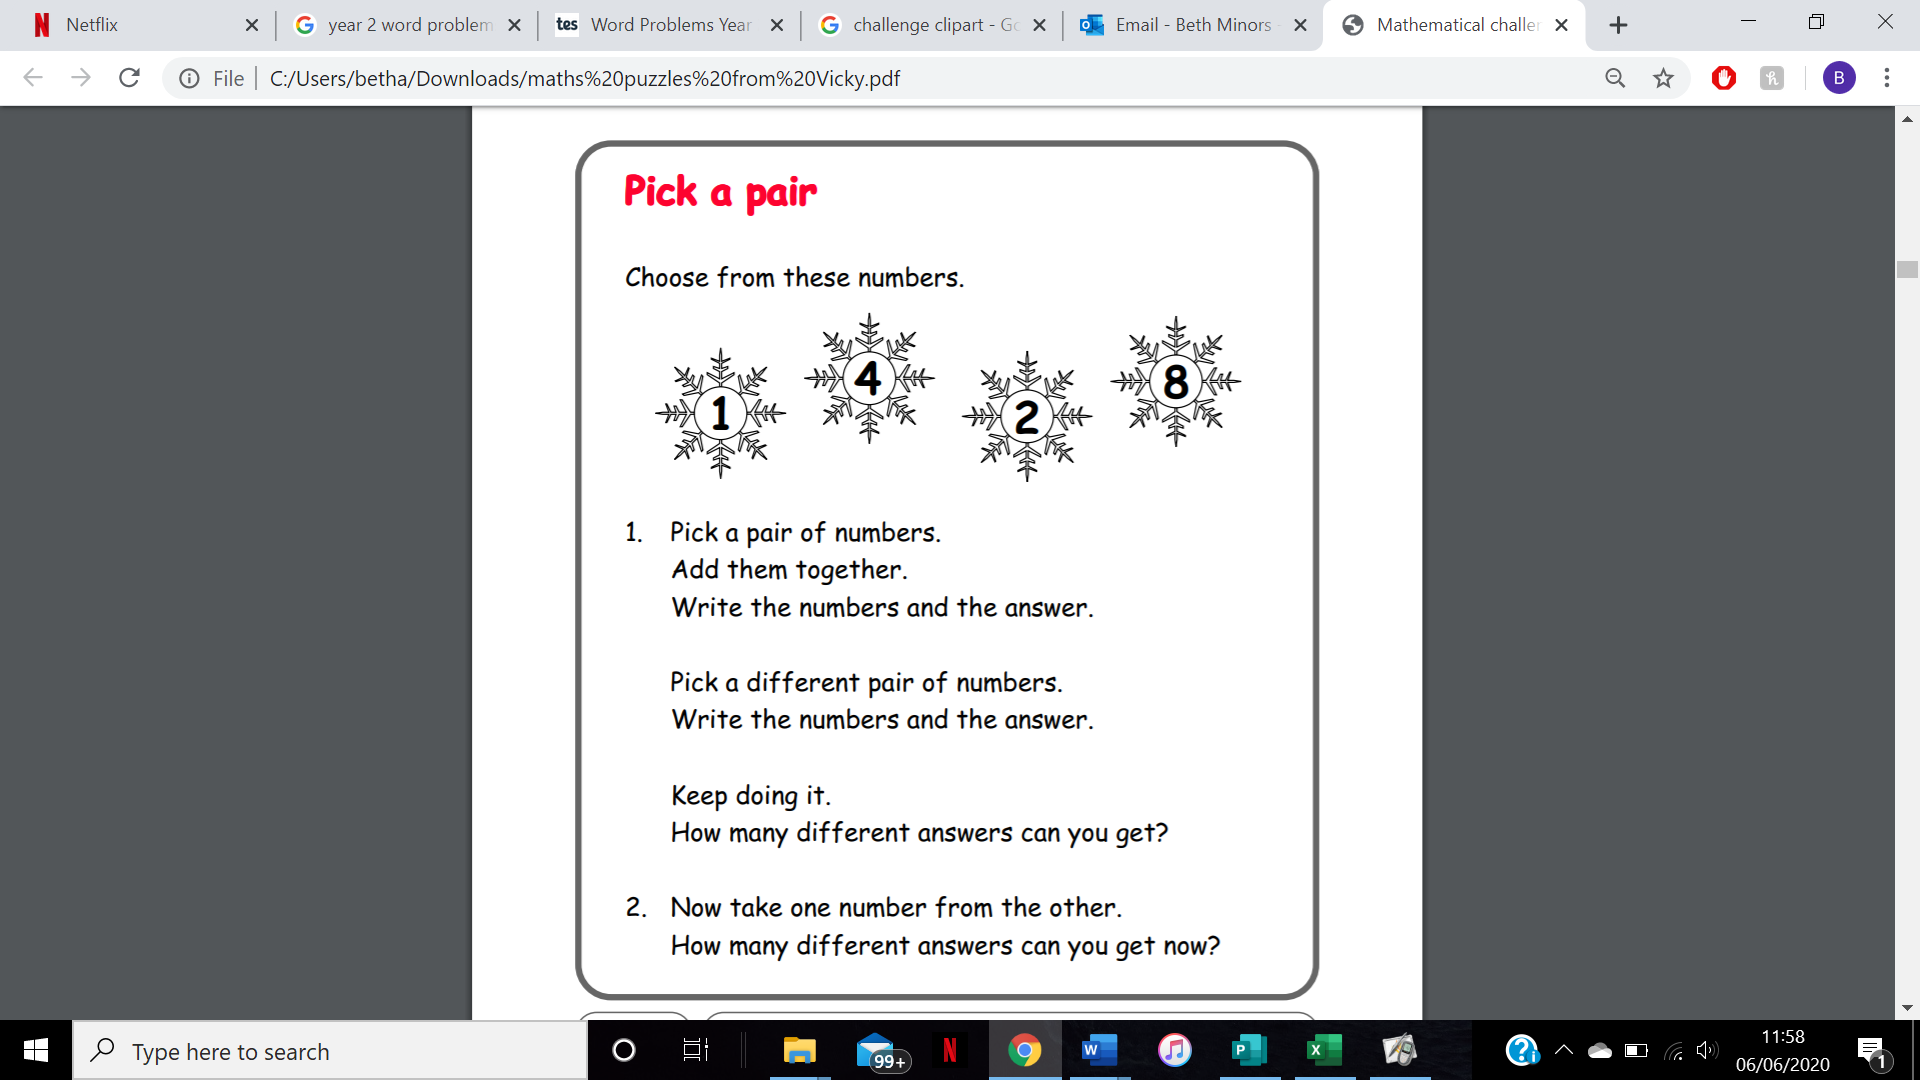 Netflix
year 2 word problem
tes Word Problems Year
challenge clipart - Go
Email - Beth Minors -
Mathematical challen
File C:/Users/betha/Downloads/maths%20puzzles%20from%20Vicky.pdf
B
Pick a pair
Choose from these numbers.
1 4 2 8
1. Pick a pair of numbers.
Add them together.
Write the numbers and the answer.
Pick a different pair of numbers.
Write the numbers and the answer.
Keep doing it.
How many different answers can you get?
2. Now take one number from the other.
How many different answers can you get now?
Type here to search
99+
11:58
06/06/2020
1